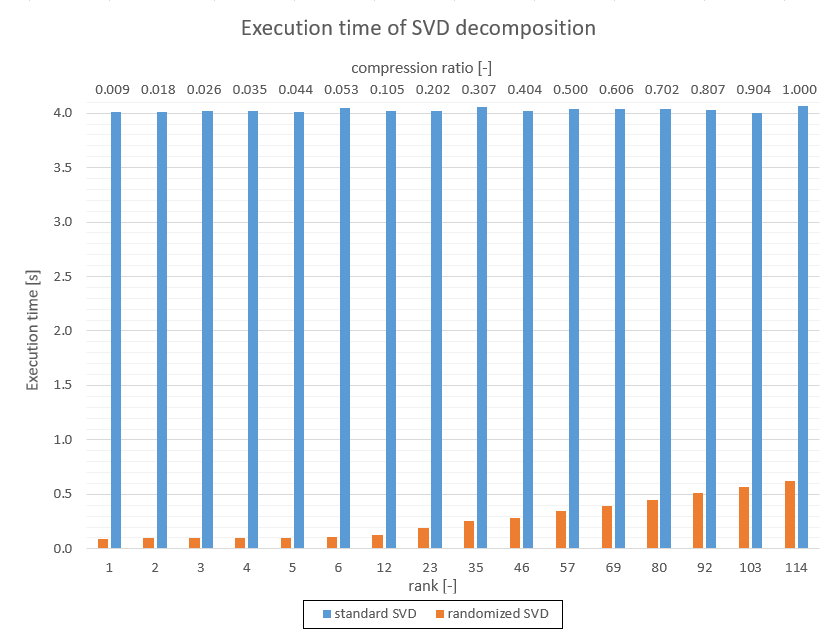 Execution time of SVD decomposition
compression ratio [-]
0.009 0.018 0.026 0.035 0.044 0.053 0.105 0.202 0.307 0.404 0.500 0.606 0.702 0.807 0.904 1.000
4.0
3.5
3.0
2.5
2.0
1.5
1.0
0.5
0.0
Execution time [s]
1 2 3 4 5 6 12 23 35 46 57 69 80 92 103 114
rank [-]
standard SVD randomized SVD